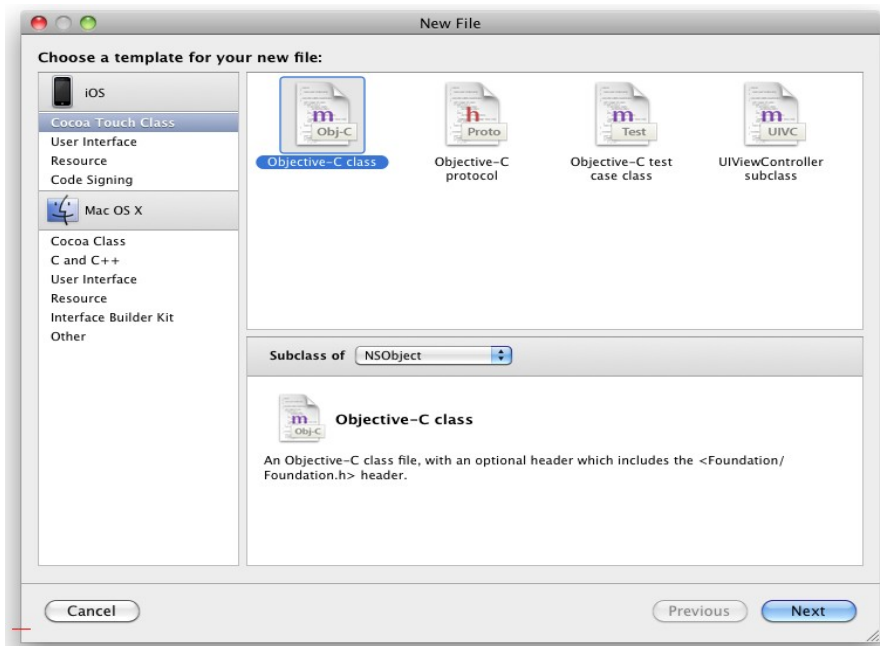 New File
Choose a template for your new file:
iOS
Cocoa Touch Class
User Interface
Resource
Code Signing
Mac OS X
Cocoa Class
C and C++
User Interface
Resource
Interface Builder Kit
Other
m
Obj-C
Objective-C class
h
Proto
Objective-C
protocol
m
Test
Objective-C test
case class
m
UIVC
UIViewController
subclass
Subclass of NSObject
m
Obj-C
Objective-C class
An Objective-C class file, with an optional header which includes the <Foundation/
Foundation.h> header.
Cancel
Previous
Next